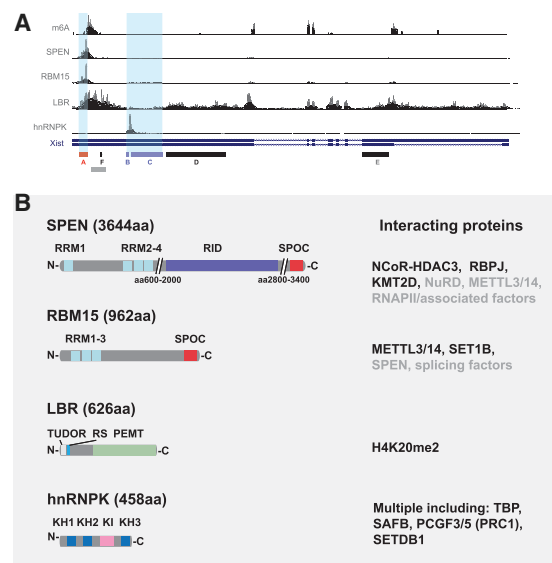 A
m6A
SPEN
RBM15
LBR
hnRNPK
Xist
A F B C D E
B
SPEN (3644aa) Interacting proteins
RRM1 RRM2-4 RID SPOC
N- -C
aa600-2000 aa2800-3400
NCoR-HDAC3, RBPJ,
KMT2D, NuRD, METTL3/14,
RNAPII/associated factors
RBM15 (962aa)
RRM1-3 SPOC
N- -C
METTL3/14, SET1B,
SPEN, splicing factors
LBR (626aa)
TUDOR RS PEMT
N- -C
H4K20me2
hnRNPK (458aa)
KH1 KH2 KI KH3
N- -C
Multiple including: TBP,
SAFB, PCGF3/5 (PRC1),
SETDB1